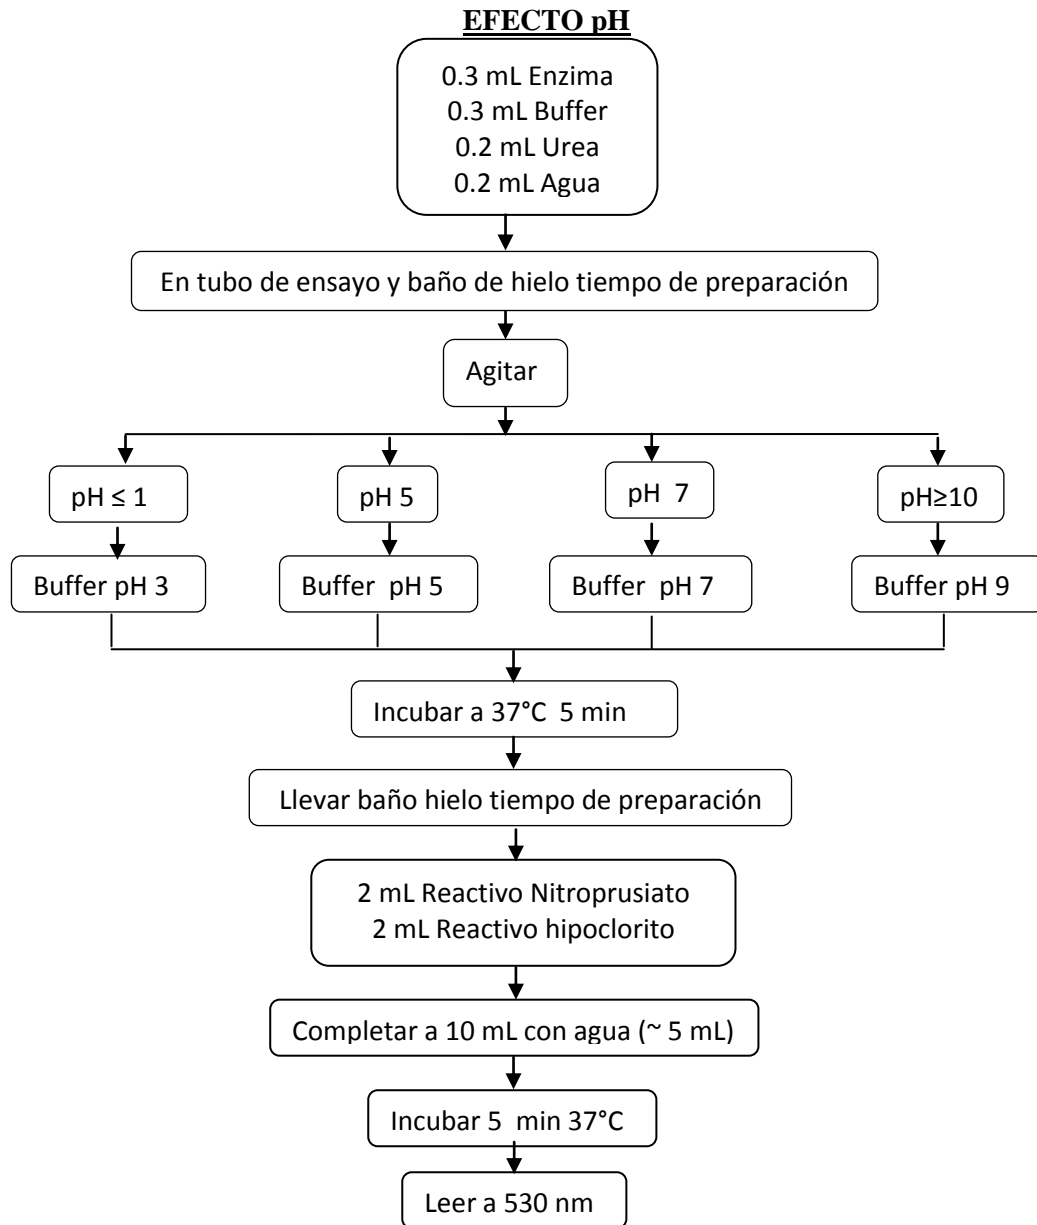 EFECTO pH
0.3 mL Enzima
0.3 mL Buffer
0.2 mL Urea
0.2 mL Agua
En tubo de ensayo y baño de hielo tiempo de preparación
Agitar
pH ≤ 1
pH 5
pH 7
pH≥10
Buffer pH 3
Buffer pH 5
Buffer pH 7
Buffer pH 9
Incubar a 37°C 5 min
Llevar baño hielo tiempo de preparación
2 mL Reactivo Nitroprusiato
2 mL Reactivo hipoclorito
Completar a 10 mL con agua (~ 5 mL)
Incubar 5 min 37°C
Leer a 530 nm